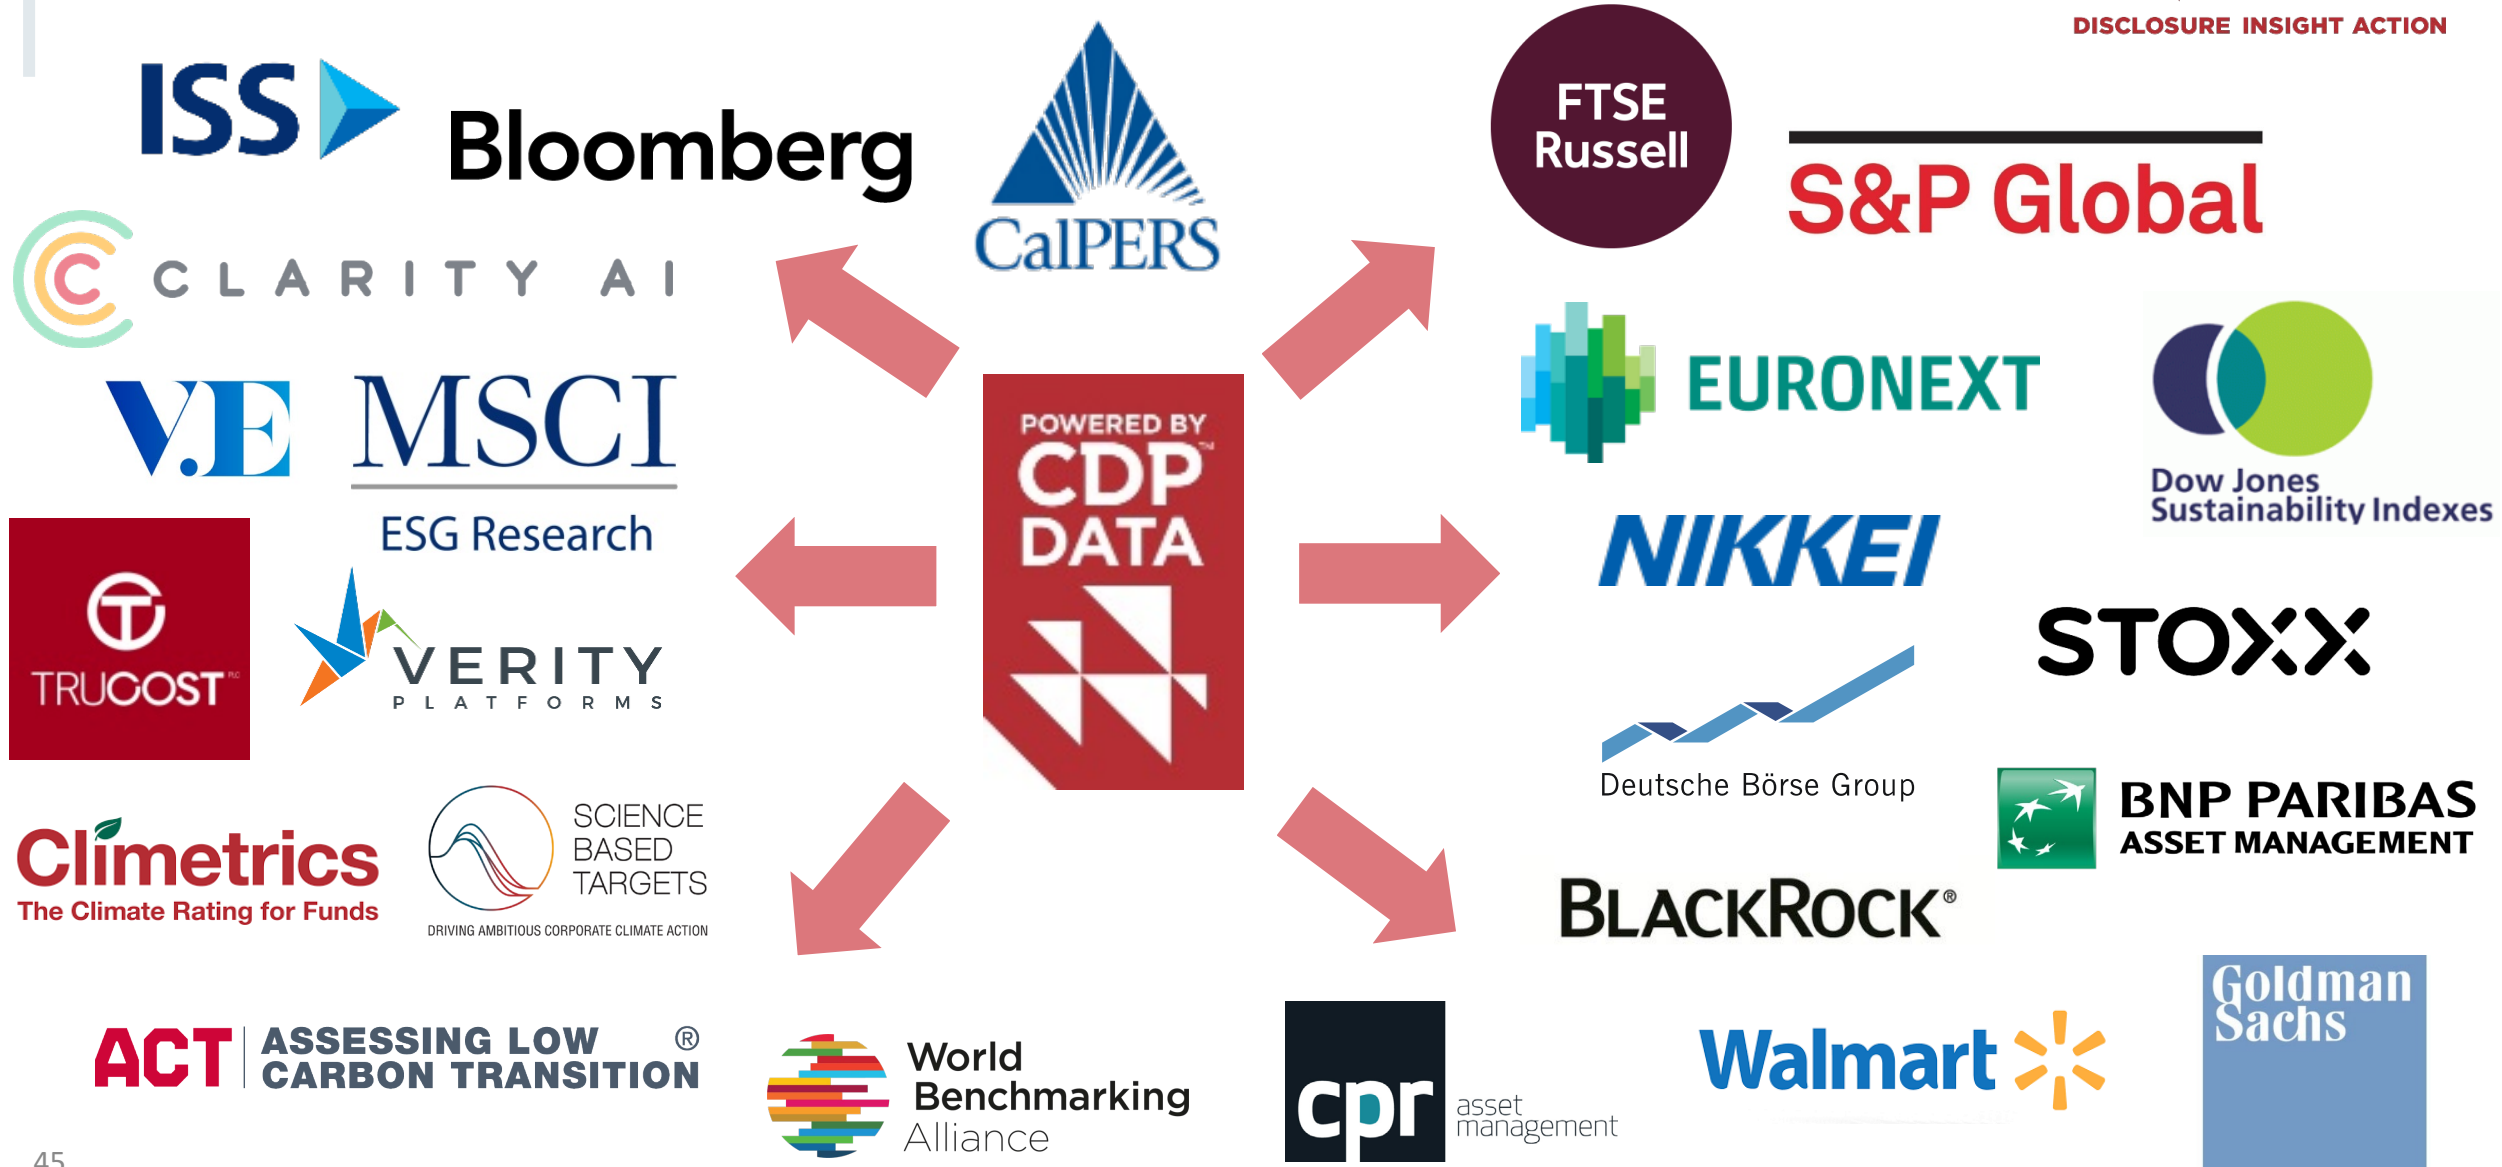 DISCLOSURE INSIGHT ACTION
ISS
Bloomberg
CalPERS
FTSE
Russell
S&P Global
CLARITY AI
EURONEXT
Dow Jones
Sustainability Indexes
V.E
MSCI
ESG Research
POWERED BY
CDP™
DATA
NIKKEI
TRUCOST PLC
VERITY
PLATFORMS
STOXX
Deutsche Börse Group
BNP PARIBAS
ASSET MANAGEMENT
Climetrics
The Climate Rating for Funds
SCIENCE
BASED
TARGETS
DRIVING AMBITIOUS CORPORATE CLIMATE ACTION
BLACKROCK®
Goldman
Sachs
ACT
ASSESSING LOW ®
CARBON TRANSITION
World
Benchmarking
Alliance
cpr
asset
management
Walmart
45